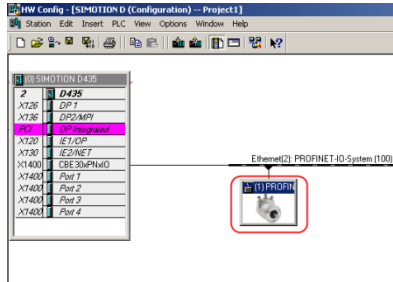 HW Config - [SIMOTION D (Configuration) -- Project1]
Station Edit Insert PLC View Options Window Help
(0) SIMOTION D435
2 D435
X126 DP 1
X136 DP2/MPI
PCI DP Integrated
X120 IE1/OP
X130 IE2/NET
X1400 CBE30xPNxIO
X1400 Port 1
X1400 Port 2
X1400 Port 3
X1400 Port 4
Ethernet(2): PROFINET-IO-System (100)
(1) PROFIN